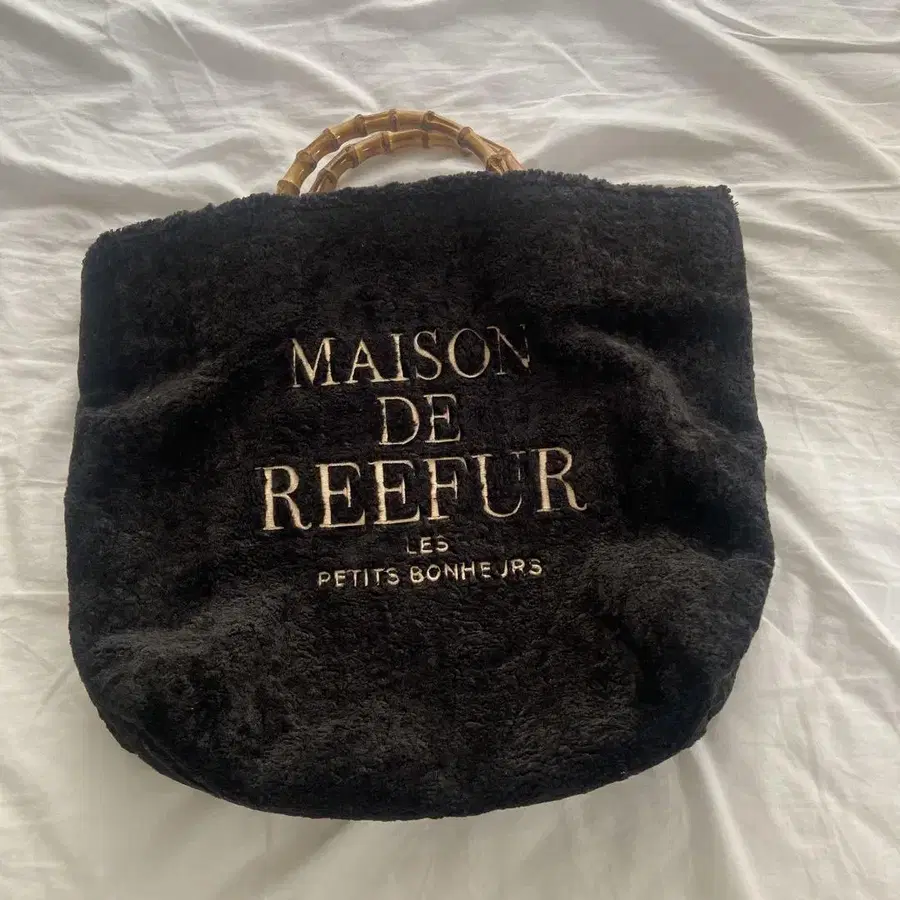 MAISON
DE
REEFUR
LES
PETITS BONHEURS